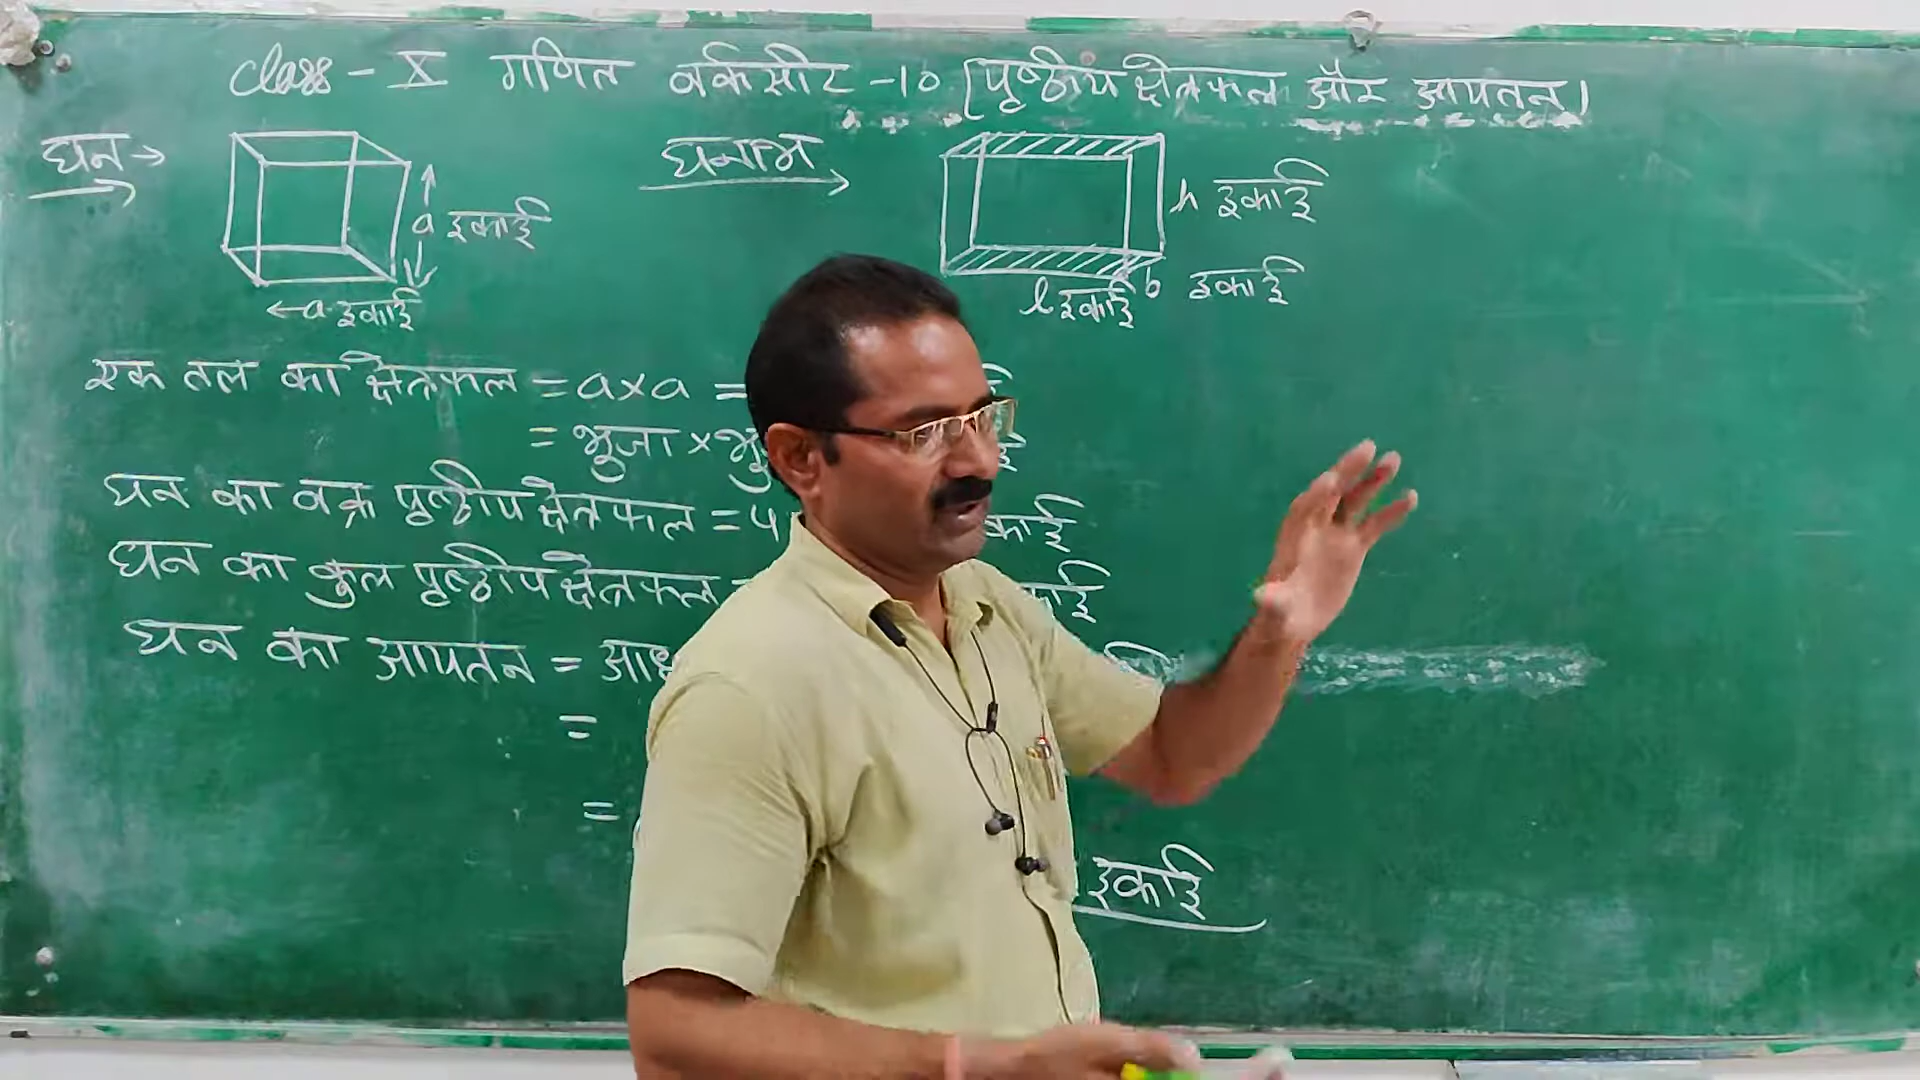 Class - X गणित वर्कसीट -10 [पृष्ठीय क्षेत्रफल और आयतन]
घन →
a इकाई
← a इकाई
घनाभ
h इकाई
l इकाई b इकाई
एक तल का क्षेत्रफल = a×a =
= भुजा ×
घन का वक्र पृष्ठीय क्षेत्रफल = 4
घन का कुल पृष्ठीय क्षेत्रफल
घन का आयतन =
=
=
इकाई